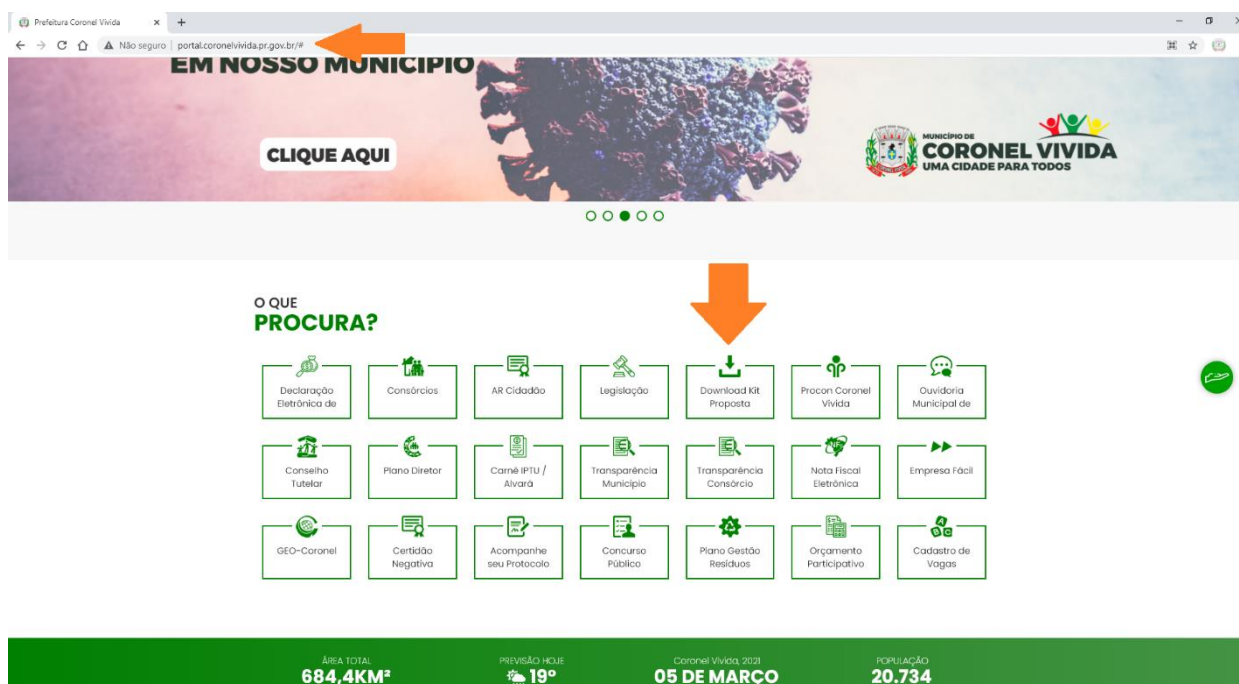 Prefeitura Coronel Vivida
Não seguro | portal.coronelvivida.pr.gov.br/#
EM NOSSO MUNICÍPIO
CLIQUE AQUI
MUNICÍPIO DE
CORONEL VIVIDA
UMA CIDADE PARA TODOS
O QUE
PROCURA?
Declaração Eletrônica de
Consórcios
AR Cidadão
Legislação
Download Kit Proposta
Procon Coronel Vivida
Ouvidoria Municipal de
Conselho Tutelar
Plano Diretor
Carnê IPTU / Alvará
Transparência Município
Transparência Consórcio
Nota Fiscal Eletrônica
Empresa Fácil
GEO-Coronel
Certidão Negativa
Acompanhe seu Protocolo
Concurso Público
Plano Gestão Resíduos
Orçamento Participativo
Cadastro de Vagas
ÁREA TOTAL
684,4KM²
PREVISÃO HOJE
19°
Coronel Vivida, 2021
05 DE MARÇO
POPULAÇÃO
20.734